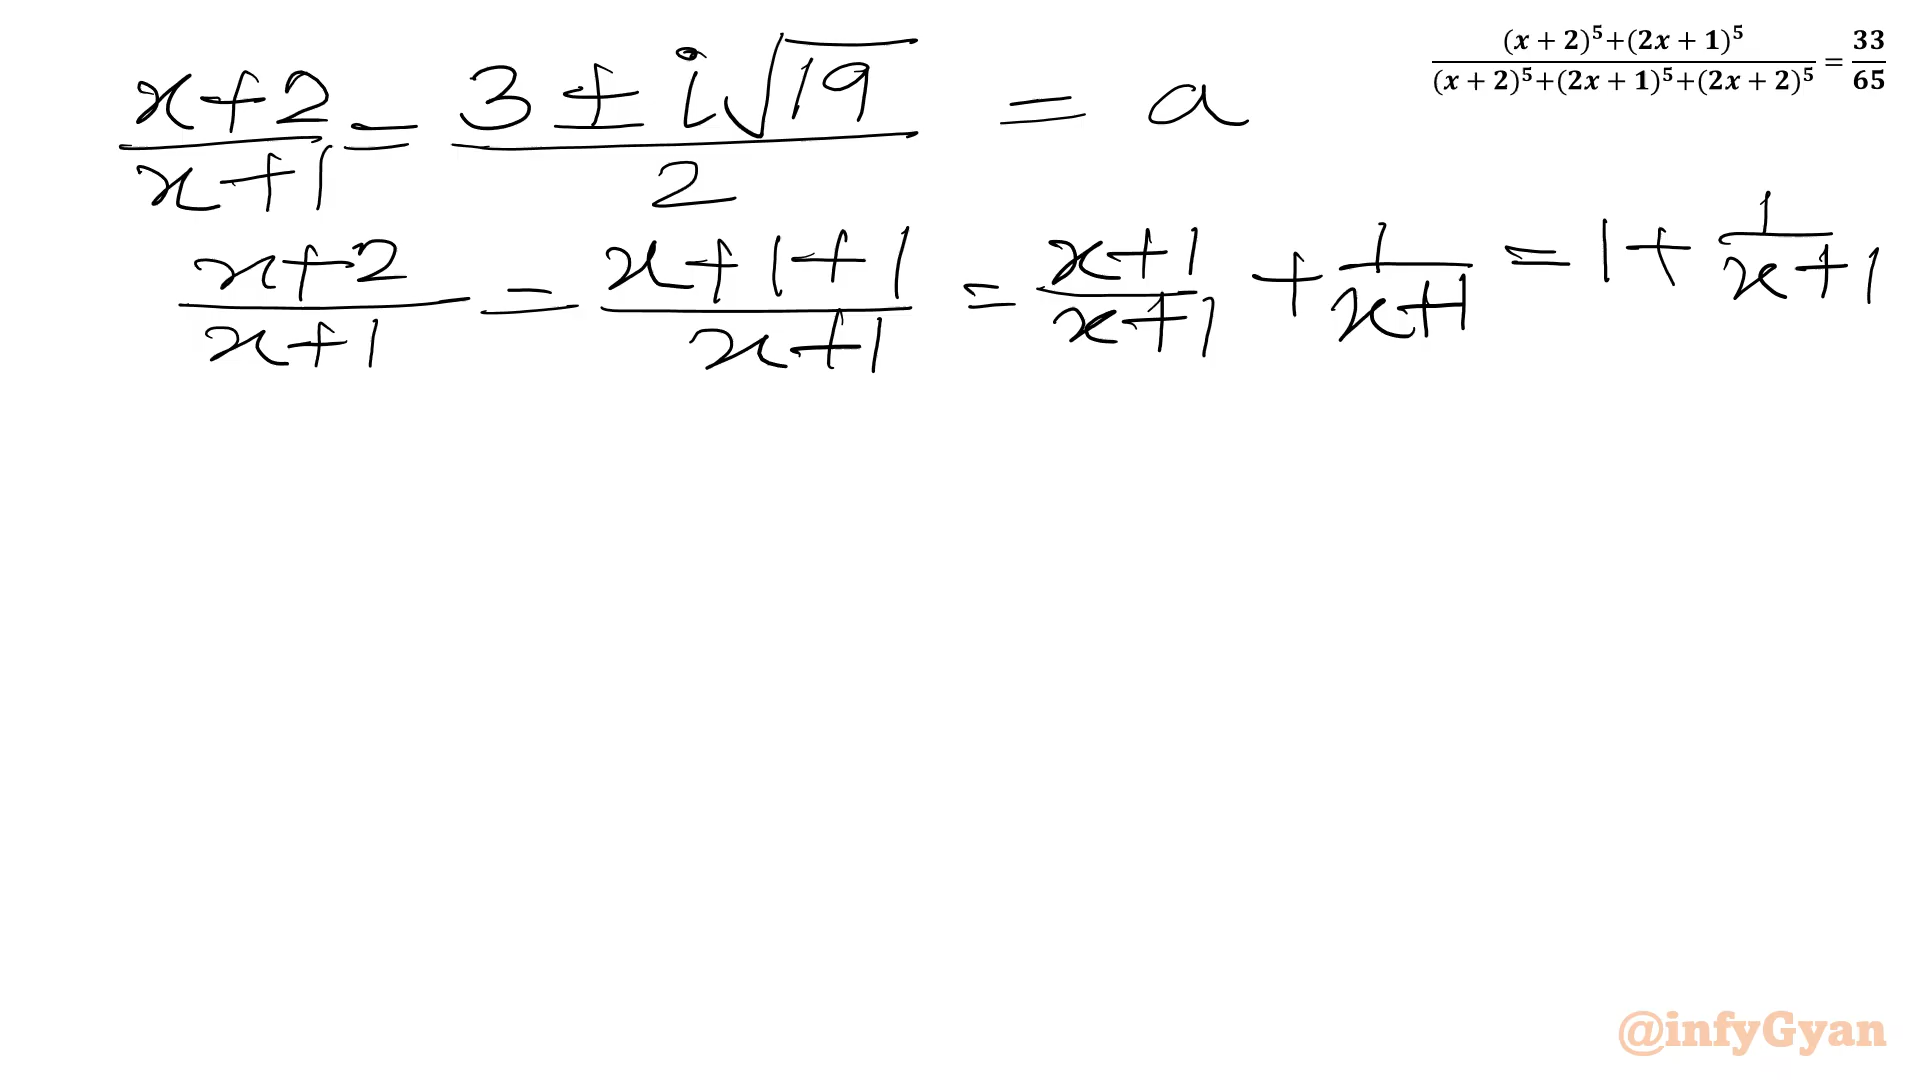 ((x + 2)^5+(2x + 1)^5)/((x + 2)^5+(2x + 1)^5+(2x + 2)^5) = 33/65
(x+2)/(x+1) = (3 ± i√19)/2 = a
(x+2)/(x+1) = (x+1+1)/(x+1) = (x+1)/(x+1) + 1/(x+1) = 1 + 1/(x+1)
@infyGyan